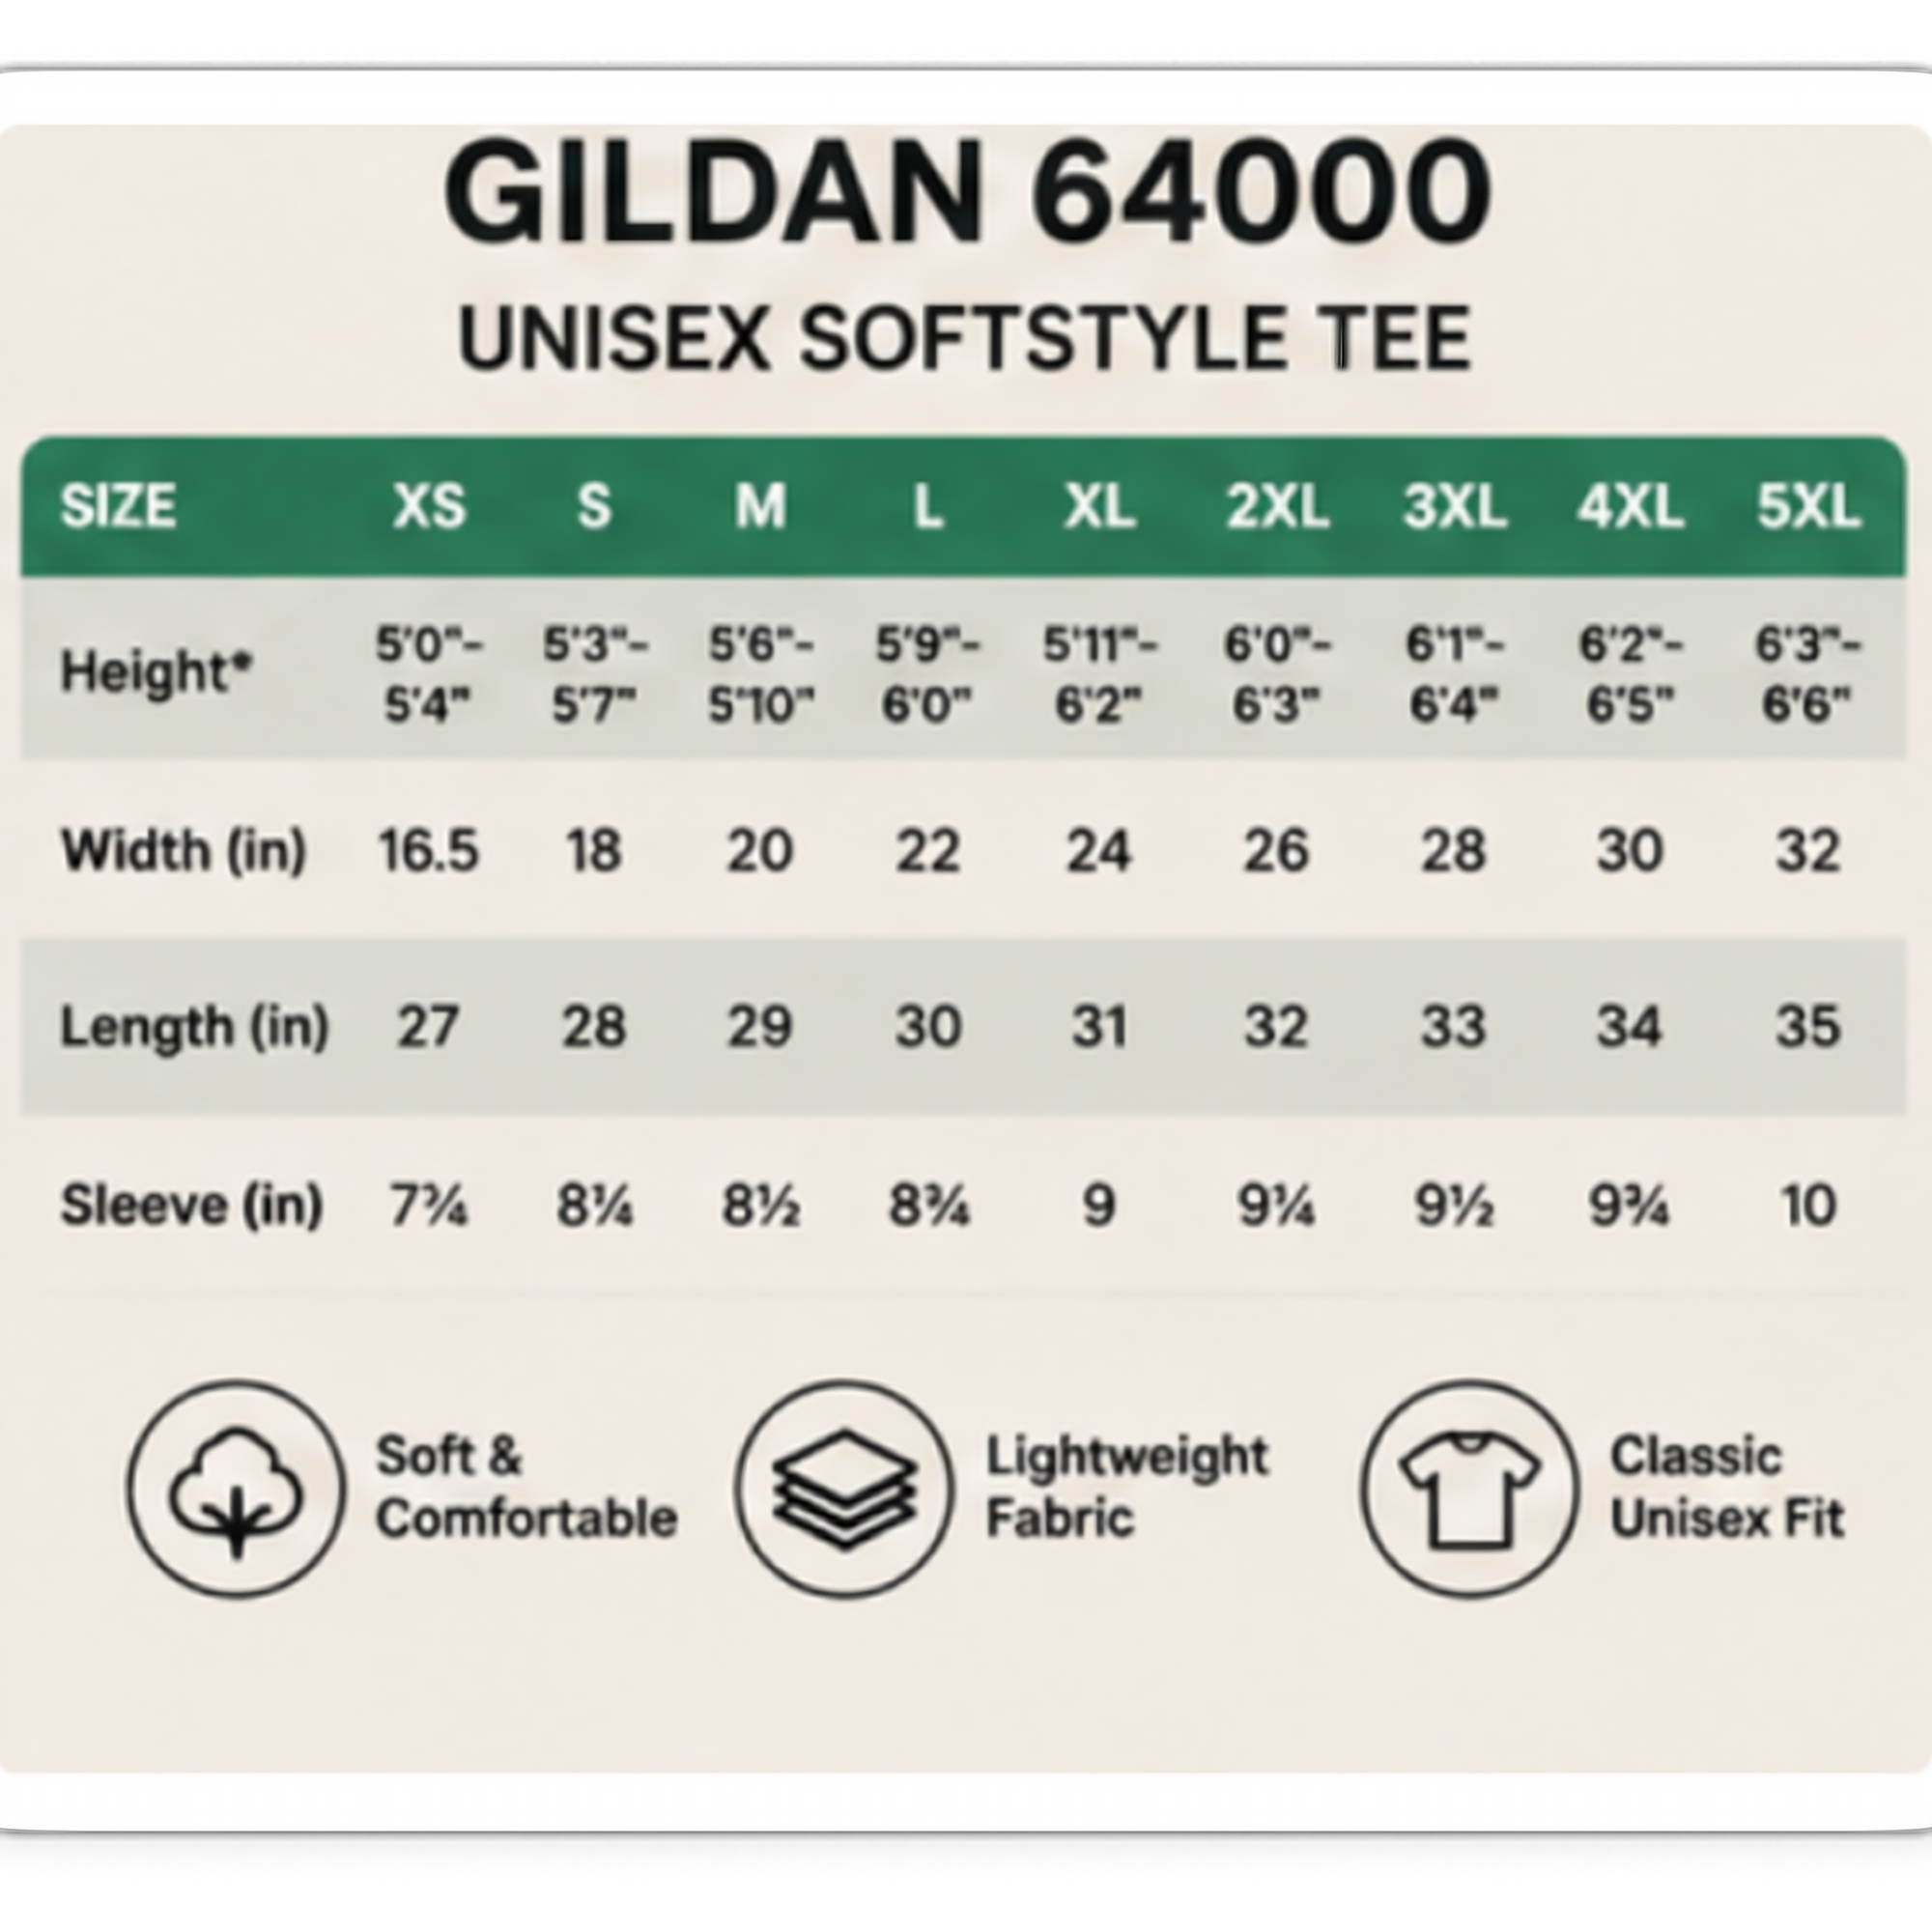 GILDAN 64000
UNISEX SOFTSTYLE TEE
SIZE XS S M L XL 2XL 3XL 4XL 5XL
Height* 5'0"– 5'3"– 5'6"– 5'9"– 5'11"– 6'0"– 6'1"– 6'2"– 6'3"–
5'4" 5'7" 5'10" 6'0" 6'2" 6'3" 6'4" 6'5" 6'6"
Width (in) 16.5 18 20 22 24 26 28 30 32
Length (in) 27 28 29 30 31 32 33 34 35
Sleeve (in) 7¾ 8¼ 8½ 8¾ 9 9¼ 9½ 9¾ 10
Soft &
Comfortable
Lightweight
Fabric
Classic
Unisex Fit